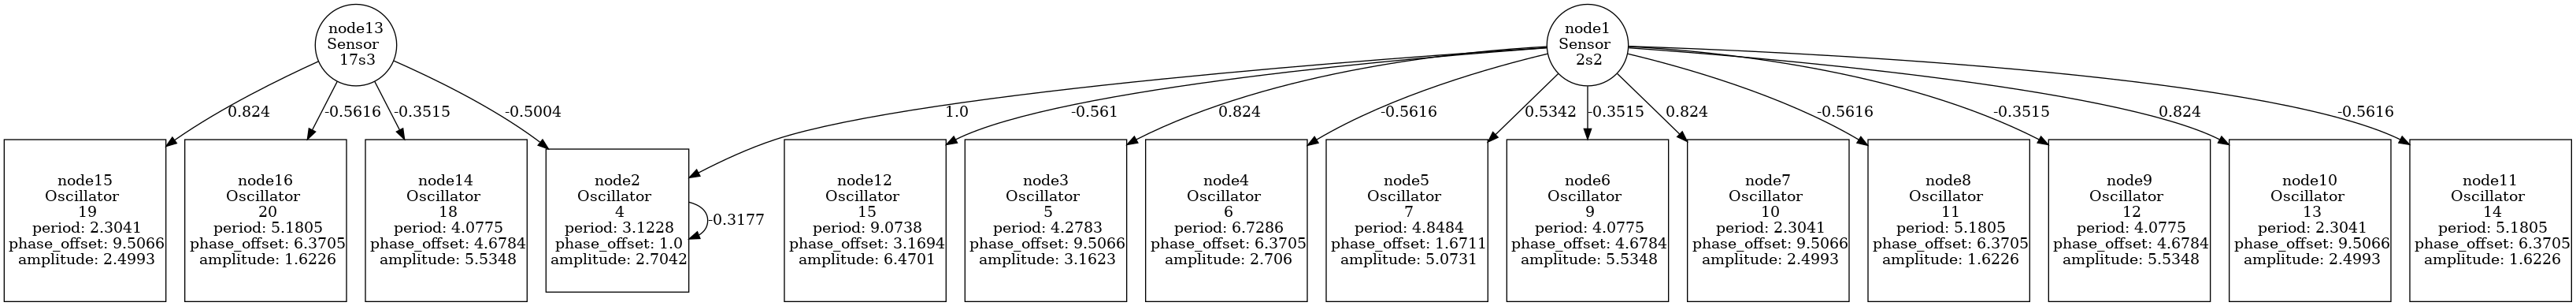 node13
Sensor
17s3
node1
Sensor
2s2
0.824
-0.5616
-0.3515
-0.5004
1.0
-0.561
0.824
-0.5616
0.5342
-0.3515
0.824
-0.5616
-0.3515
0.824
-0.5616
node15
Oscillator
19
period: 2.3041
phase_offset: 9.5066
amplitude: 2.4993
node16
Oscillator
20
period: 5.1805
phase_offset: 6.3705
amplitude: 1.6226
node14
Oscillator
18
period: 4.0775
phase_offset: 4.6784
amplitude: 5.5348
node2
Oscillator
4
period: 3.1228
phase_offset: 1.0
amplitude: 2.7042
-0.3177
node12
Oscillator
15
period: 9.0738
phase_offset: 3.1694
amplitude: 6.4701
node3
Oscillator
5
period: 4.2783
phase_offset: 9.5066
amplitude: 3.1623
node4
Oscillator
6
period: 6.7286
phase_offset: 6.3705
amplitude: 2.706
node5
Oscillator
7
period: 4.8484
phase_offset: 1.6711
amplitude: 5.0731
node6
Oscillator
9
period: 4.0775
phase_offset: 4.6784
amplitude: 5.5348
node7
Oscillator
10
period: 2.3041
phase_offset: 9.5066
amplitude: 2.4993
node8
Oscillator
11
period: 5.1805
phase_offset: 6.3705
amplitude: 1.6226
node9
Oscillator
12
period: 4.0775
phase_offset: 4.6784
amplitude: 5.5348
node10
Oscillator
13
period: 2.3041
phase_offset: 9.5066
amplitude: 2.4993
node11
Oscillator
14
period: 5.1805
phase_offset: 6.3705
amplitude: 1.6226